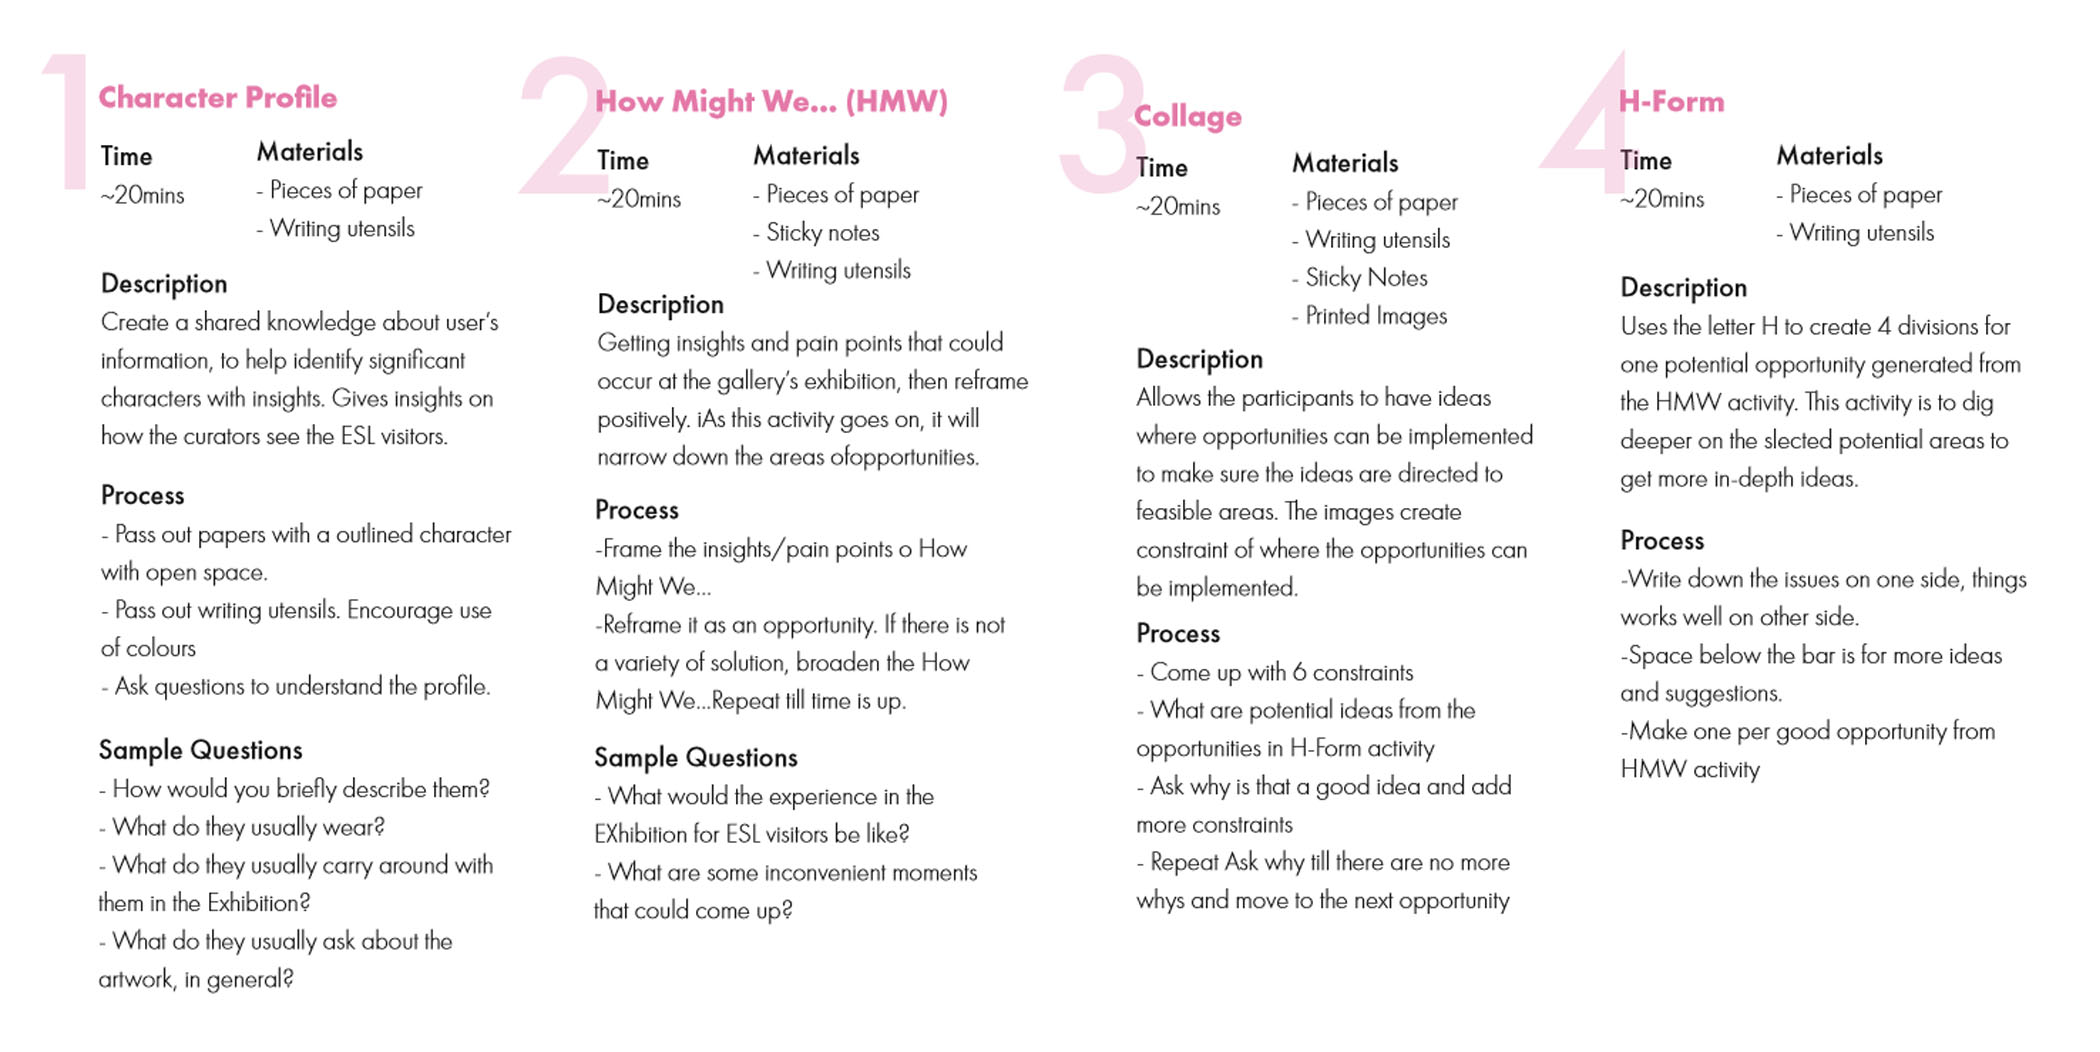 1
Character Profile
Time
~20mins
Materials
- Pieces of paper
- Writing utensils
Description
Create a shared knowledge about user's
information, to help identify significant
characters with insights. Gives insights on
how the curators see the ESL visitors.
Process
- Pass out papers with a outlined character
with open space.
- Pass out writing utensils. Encourage use
of colours
- Ask questions to understand the profile.
Sample Questions
- How would you briefly describe them?
- What do they usually wear?
- What do they usually carry around with
them in the Exhibition?
- What do they usually ask about the
artwork, in general?
2
How Might We... (HMW)
Time
~20mins
Materials
- Pieces of paper
- Sticky notes
- Writing utensils
Description
Getting insights and pain points that could
occur at the gallery's exhibition, then reframe
positively. iAs this activity goes on, it will
narrow down the areas ofopportunities.
Process
-Frame the insights/pain points o How
Might We...
-Reframe it as an opportunity. If there is not
a variety of solution, broaden the How
Might We...Repeat till time is up.
Sample Questions
- What would the experience in the
EXhibition for ESL visitors be like?
- What are some inconvenient moments
that could come up?
3
Collage
Time
~20mins
Materials
- Pieces of paper
- Writing utensils
- Sticky Notes
- Printed Images
Description
Allows the participants to have ideas
where opportunities can be implemented
to make sure the ideas are directed to
feasible areas. The images create
constraint of where the opportunities can
be implemented.
Process
- Come up with 6 constraints
- What are potential ideas from the
opportunities in H-Form activity
- Ask why is that a good idea and add
more constraints
- Repeat Ask why till there are no more
whys and move to the next opportunity
4
H-Form
Time
~20mins
Materials
- Pieces of paper
- Writing utensils
Description
Uses the letter H to create 4 divisions for
one potential opportunity generated from
the HMW activity. This activity is to dig
deeper on the slected potential areas to
get more in-depth ideas.
Process
-Write down the issues on one side, things
works well on other side.
-Space below the bar is for more ideas
and suggestions.
-Make one per good opportunity from
HMW activity